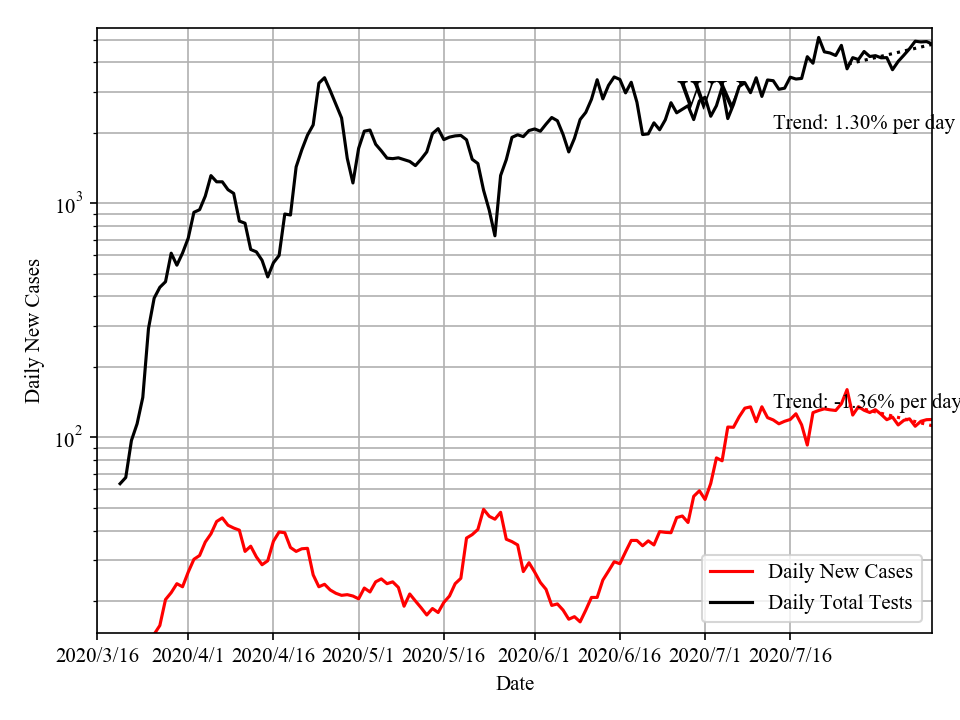 WV
Trend: 1.30% per day
Trend: -1.36% per day
10³
10²
Daily New Cases
Daily New Cases
Daily Total Tests
2020/3/16 2020/4/1 2020/4/16 2020/5/1 2020/5/16 2020/6/1 2020/6/16 2020/7/1 2020/7/16
Date